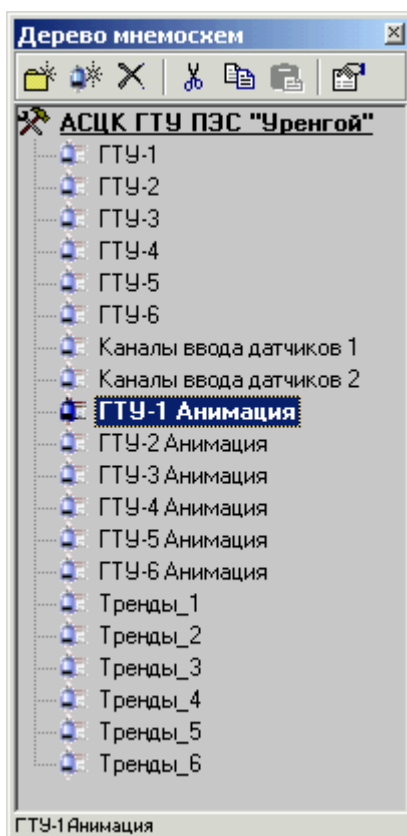 Дерево мнемосхем
АСЦК ГТУ ПЭС "Уренгой"
ГТУ-1
ГТУ-2
ГТУ-3
ГТУ-4
ГТУ-5
ГТУ-6
Каналы ввода датчиков 1
Каналы ввода датчиков 2
ГТУ-1 Анимация
ГТУ-2 Анимация
ГТУ-3 Анимация
ГТУ-4 Анимация
ГТУ-5 Анимация
ГТУ-6 Анимация
Тренды_1
Тренды_2
Тренды_3
Тренды_4
Тренды_5
Тренды_6
ГТУ-1 Анимация